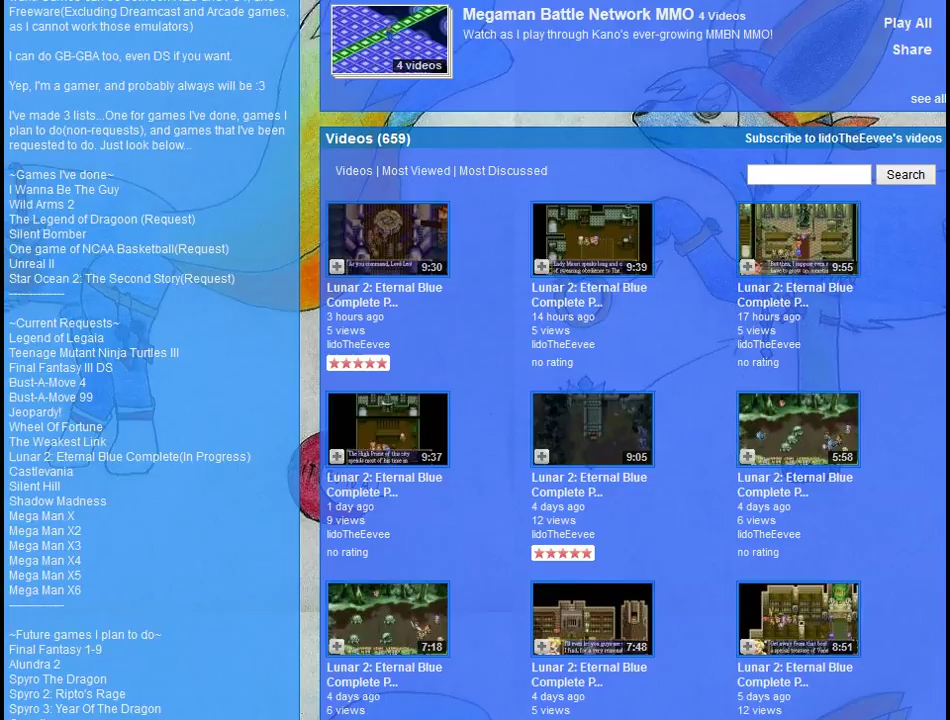 Freeware(Excluding Dreamcast and Arcade games,
as I cannot work those emulators)
I can do GB-GBA too, even DS if you want.
Yep, I'm a gamer, and probably always will be :3
I've made 3 lists...One for games I've done, games I
plan to do(non-requests), and games that I've been
requested to do. Just look below...
~Games I've done~
I Wanna Be The Guy
Wild Arms 2
The Legend of Dragoon (Request)
Silent Bomber
One game of NCAA Basketball(Request)
Unreal II
Star Ocean 2: The Second Story(Request)
~Current Requests~
Legend of Legaia
Teenage Mutant Ninja Turtles III
Final Fantasy III DS
Bust-A-Move 4
Bust-A-Move 99
Jeopardy!
Wheel Of Fortune
The Weakest Link
Lunar 2: Eternal Blue Complete(In Progress)
Castlevania
Silent Hill
Shadow Madness
Mega Man X
Mega Man X2
Mega Man X3
Mega Man X4
Mega Man X5
Mega Man X6
~Future games I plan to do~
Final Fantasy 1-9
Alundra 2
Spyro The Dragon
Spyro 2: Ripto's Rage
Spyro 3: Year Of The Dragon
4 videos
Megaman Battle Network MMO 4 Videos
Watch as I play through Kano's ever-growing MMBN MMO!
Play All
Share
see all
Videos (659)
Subscribe to lidoTheEevee's videos
Videos | Most Viewed | Most Discussed
Search
As you command, Lord
9:30
9:39
9:55
Lunar 2: Eternal Blue
Complete P...
3 hours ago
5 views
lidoTheEevee
Lunar 2: Eternal Blue
Complete P...
14 hours ago
5 views
lidoTheEevee
no rating
Lunar 2: Eternal Blue
Complete P...
17 hours ago
5 views
lidoTheEevee
no rating
The High Priest of this city
spends most of his time in
9:37
9:05
5:58
Lunar 2: Eternal Blue
Complete P...
1 day ago
9 views
lidoTheEevee
no rating
Lunar 2: Eternal Blue
Complete P...
4 days ago
12 views
lidoTheEevee
Lunar 2: Eternal Blue
Complete P...
4 days ago
6 views
lidoTheEevee
no rating
7:18
7:48
8:51
Lunar 2: Eternal Blue
Complete P...
4 days ago
6 views
Lunar 2: Eternal Blue
Complete P...
4 days ago
5 views
Lunar 2: Eternal Blue
Complete P...
5 days ago
12 views